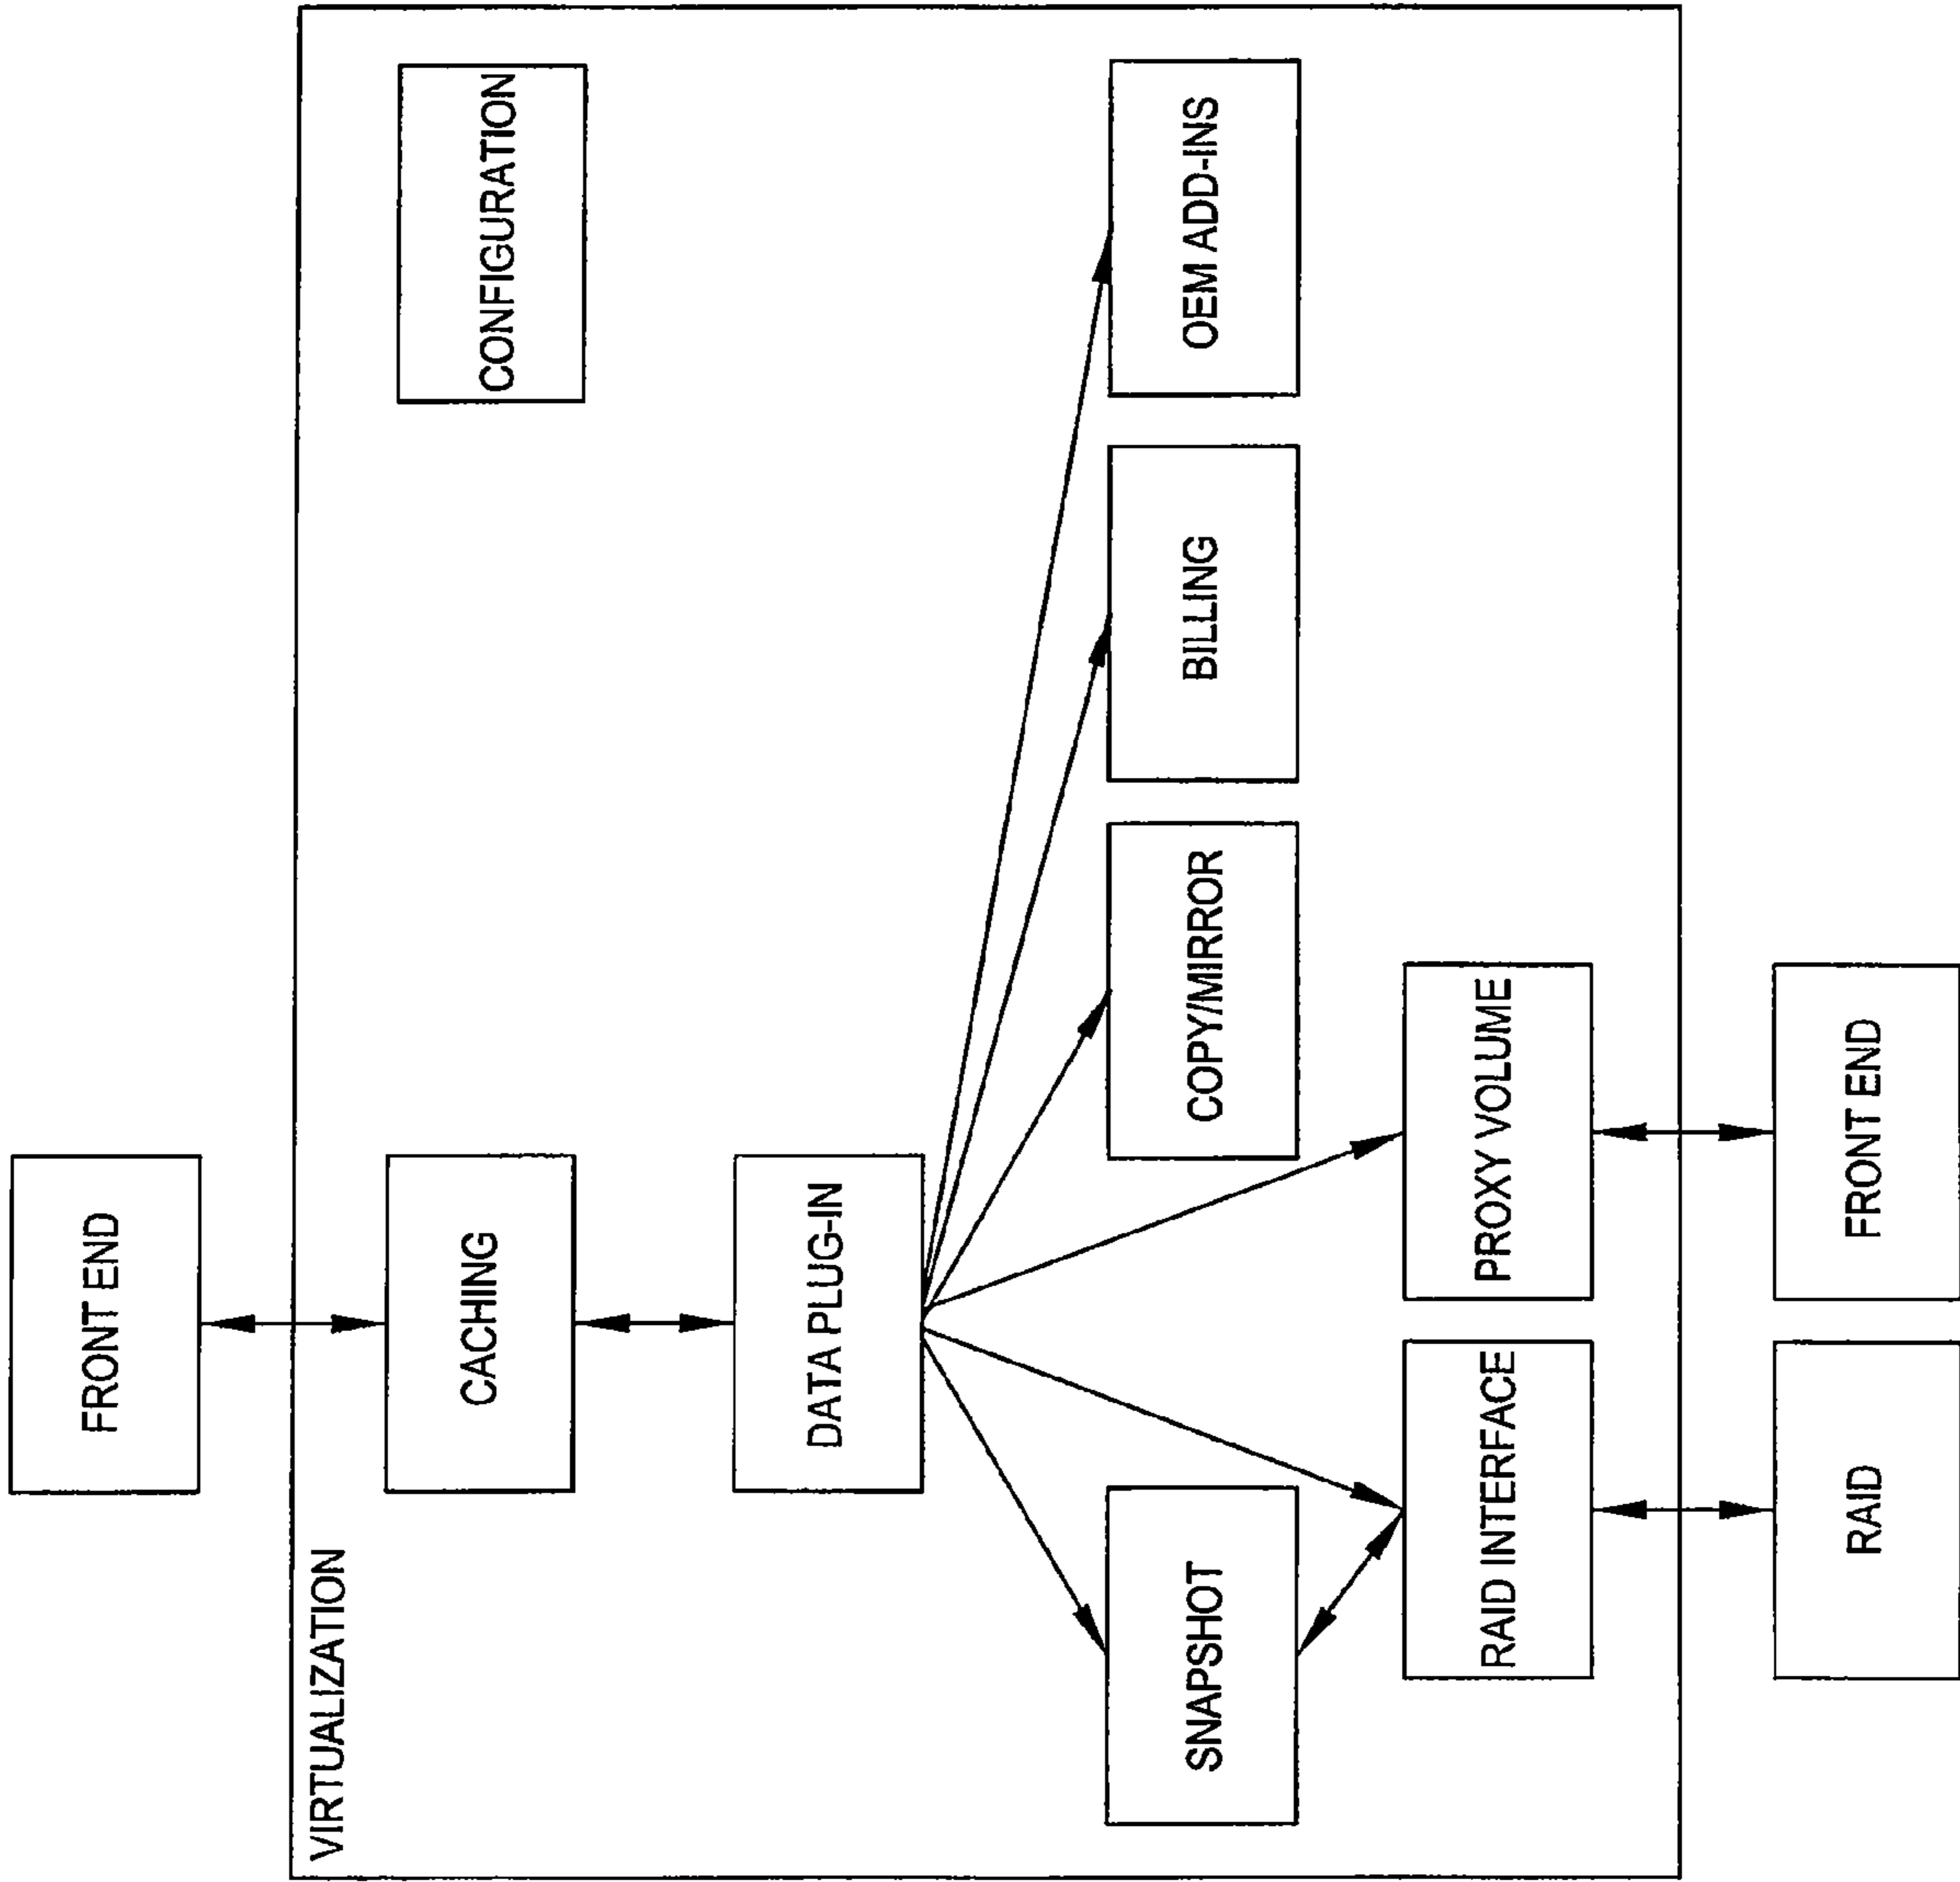 FRONT END
VIRTUALIZATION
CONFIGURATION
CACHING
DATA PLUG-IN
SNAPSHOT
COPY/MIRROR
BILLING
OEM ADD-INS
RAID INTERFACE
PROXY VOLUME
RAID
FRONT END